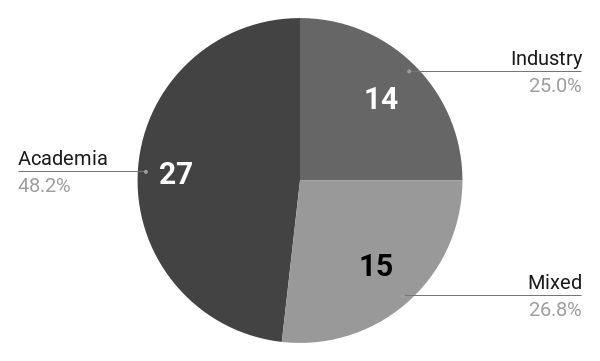 Industry
25.0%
14
Academia
48.2%
27
15
Mixed
26.8%